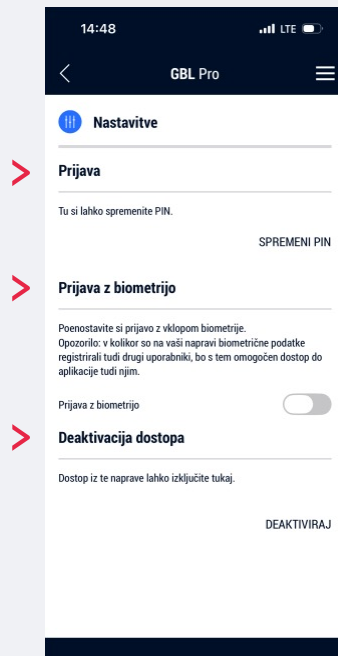 14:48
LTE
GBL Pro
Nastavitve
Prijava
Tu si lahko spremenite PIN.
SPREMENI PIN
Prijava z biometrijo
Poenostavite si prijavo z vklopom biometrije.
Opozorilo: v kolikor so na vaši napravi biometrične podatke
registrirali tudi drugi uporabniki, bo s tem omogočen dostop do
aplikacije tudi njim.
Prijava z biometrijo
Deaktivacija dostopa
Dostop iz te naprave lahko izključite tukaj.
DEAKTIVIRAJ